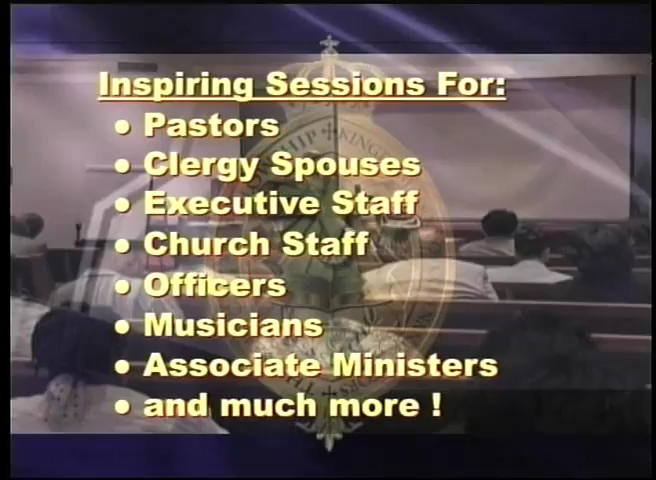 Inspiring Sessions For:
• Pastors
• Clergy Spouses
• Executive Staff
• Church Staff
• Officers
• Musicians
• Associate Ministers
• and much more !